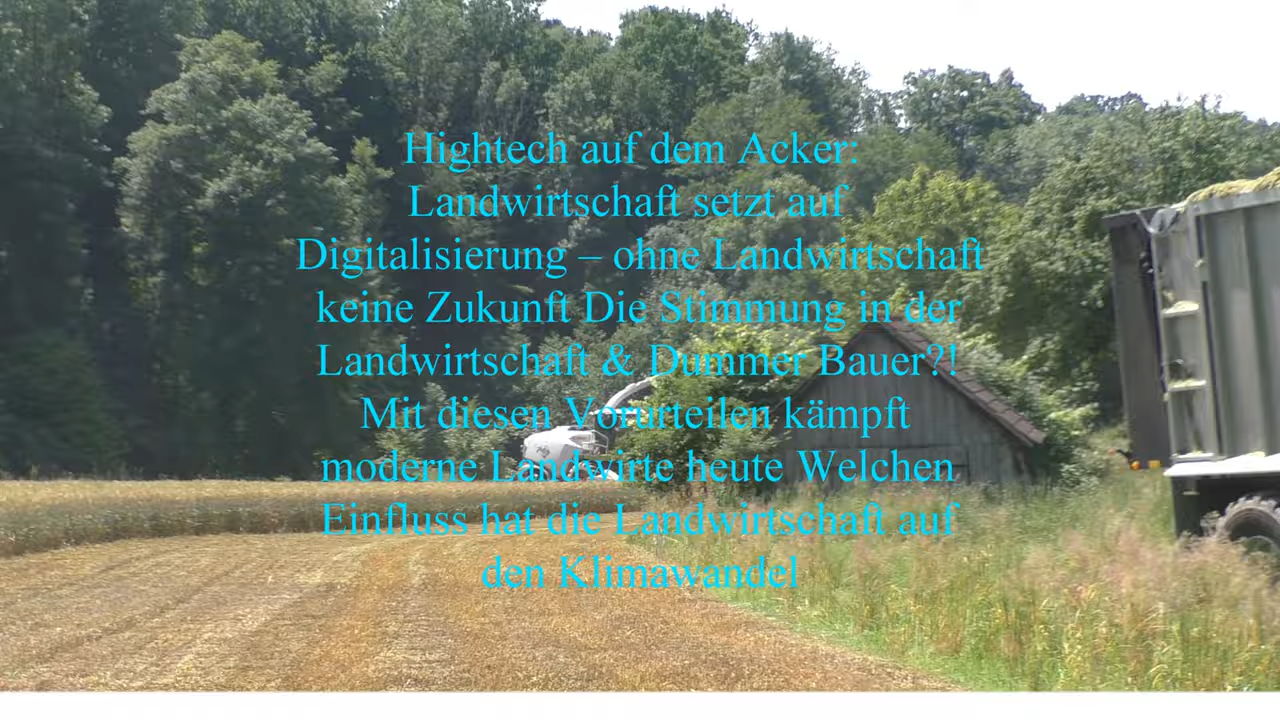 Hightech auf dem Acker:
Landwirtschaft setzt auf
Digitalisierung – ohne Landwirtschaft
keine Zukunft Die Stimmung in der
Landwirtschaft & Dummer Bauer?!
Mit diesen Vorurteilen kämpft
moderne Landwirte heute Welchen
Einfluss hat die Landwirtschaft auf
den Klimawandel